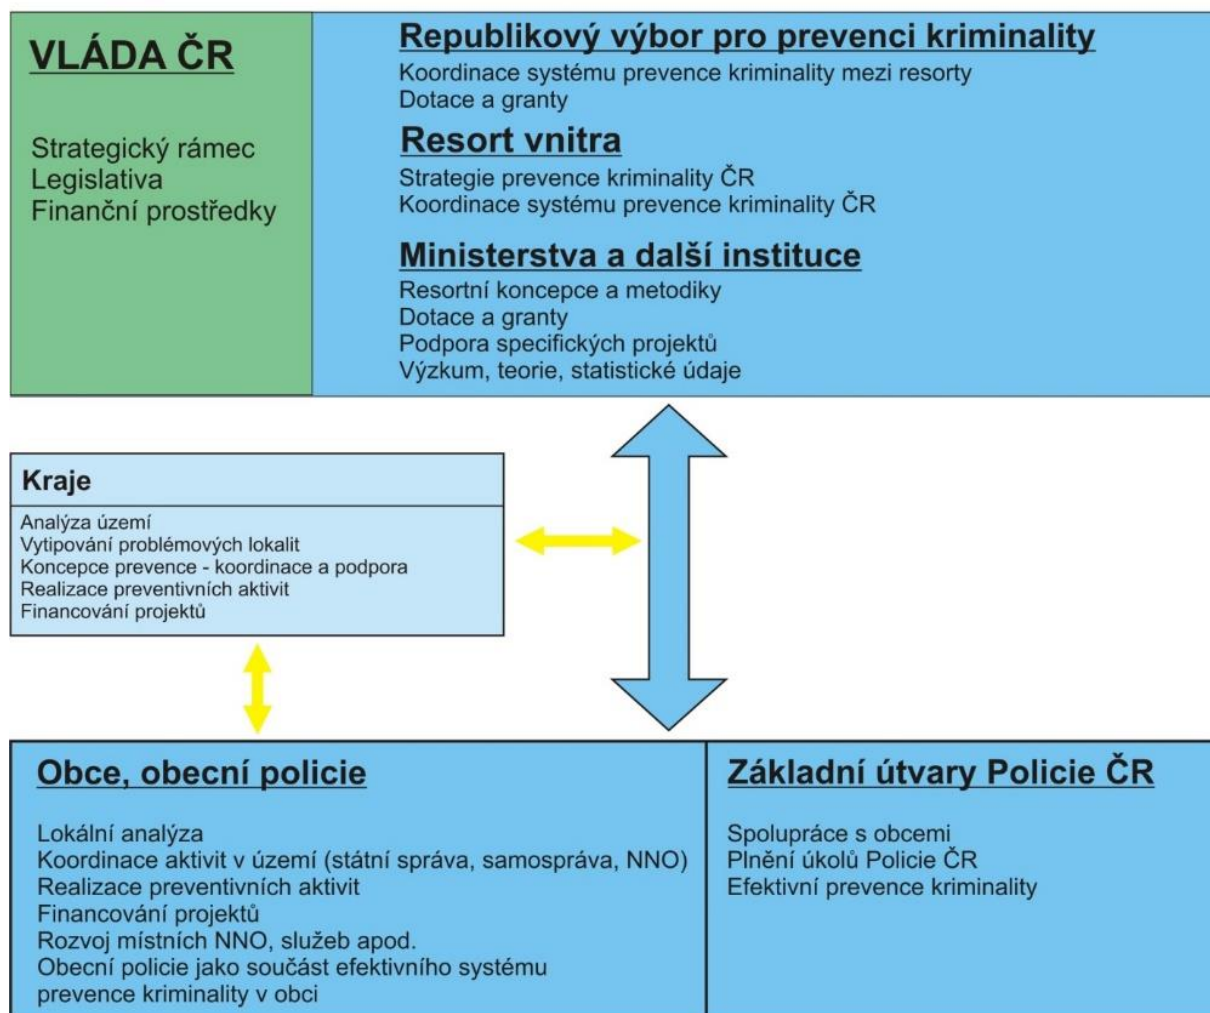 VLÁDA ČR
Strategický rámec
Legislativa
Finanční prostředky
Republikový výbor pro prevenci kriminality
Koordinace systému prevence kriminality mezi resorty
Dotace a granty
Resort vnitra
Strategie prevence kriminality ČR
Koordinace systému prevence kriminality ČR
Ministerstva a další instituce
Resortní koncepce a metodiky
Dotace a granty
Podpora specifických projektů
Výzkum, teorie, statistické údaje
Kraje
Analýza území
Vytipování problémových lokalit
Koncepce prevence - koordinace a podpora
Realizace preventivních aktivit
Financování projektů
Obce, obecní policie
Lokální analýza
Koordinace aktivit v území (státní správa, samospráva, NNO)
Realizace preventivních aktivit
Financování projektů
Rozvoj místních NNO, služeb apod.
Obecní policie jako součást efektivního systému
prevence kriminality v obci
Základní útvary Policie ČR
Spolupráce s obcemi
Plnění úkolů Policie ČR
Efektivní prevence kriminality